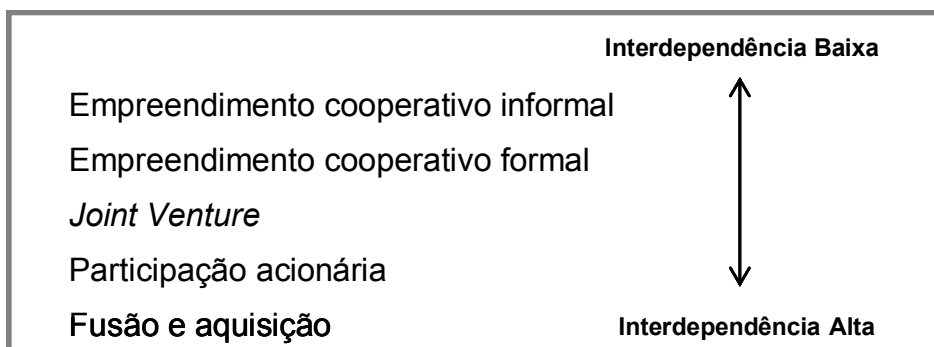 Interdependência Baixa
Empreendimento cooperativo informal
Empreendimento cooperativo formal
Joint Venture
Participação acionária
Fusão e aquisição
Interdependência Alta